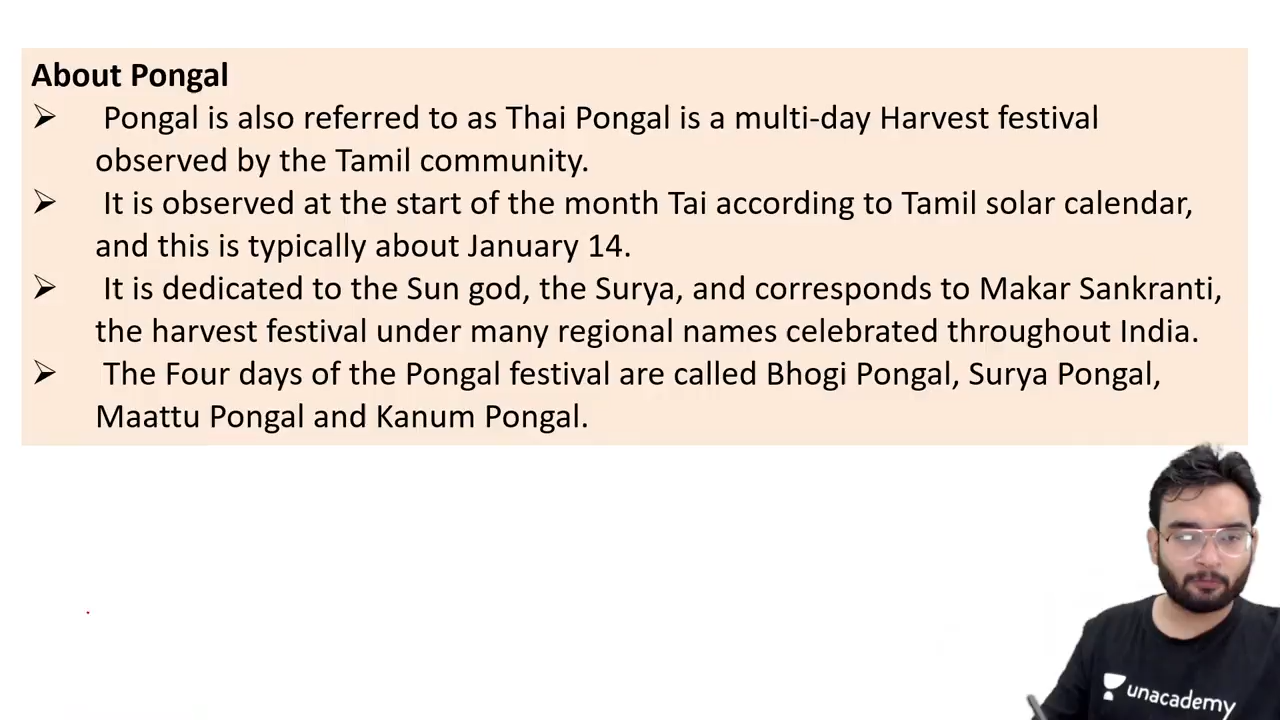 About Pongal
➢ Pongal is also referred to as Thai Pongal is a multi-day Harvest festival
observed by the Tamil community.
➢ It is observed at the start of the month Tai according to Tamil solar calendar,
and this is typically about January 14.
➢ It is dedicated to the Sun god, the Surya, and corresponds to Makar Sankranti,
the harvest festival under many regional names celebrated throughout India.
➢ The Four days of the Pongal festival are called Bhogi Pongal, Surya Pongal,
Maattu Pongal and Kanum Pongal.
unacademy